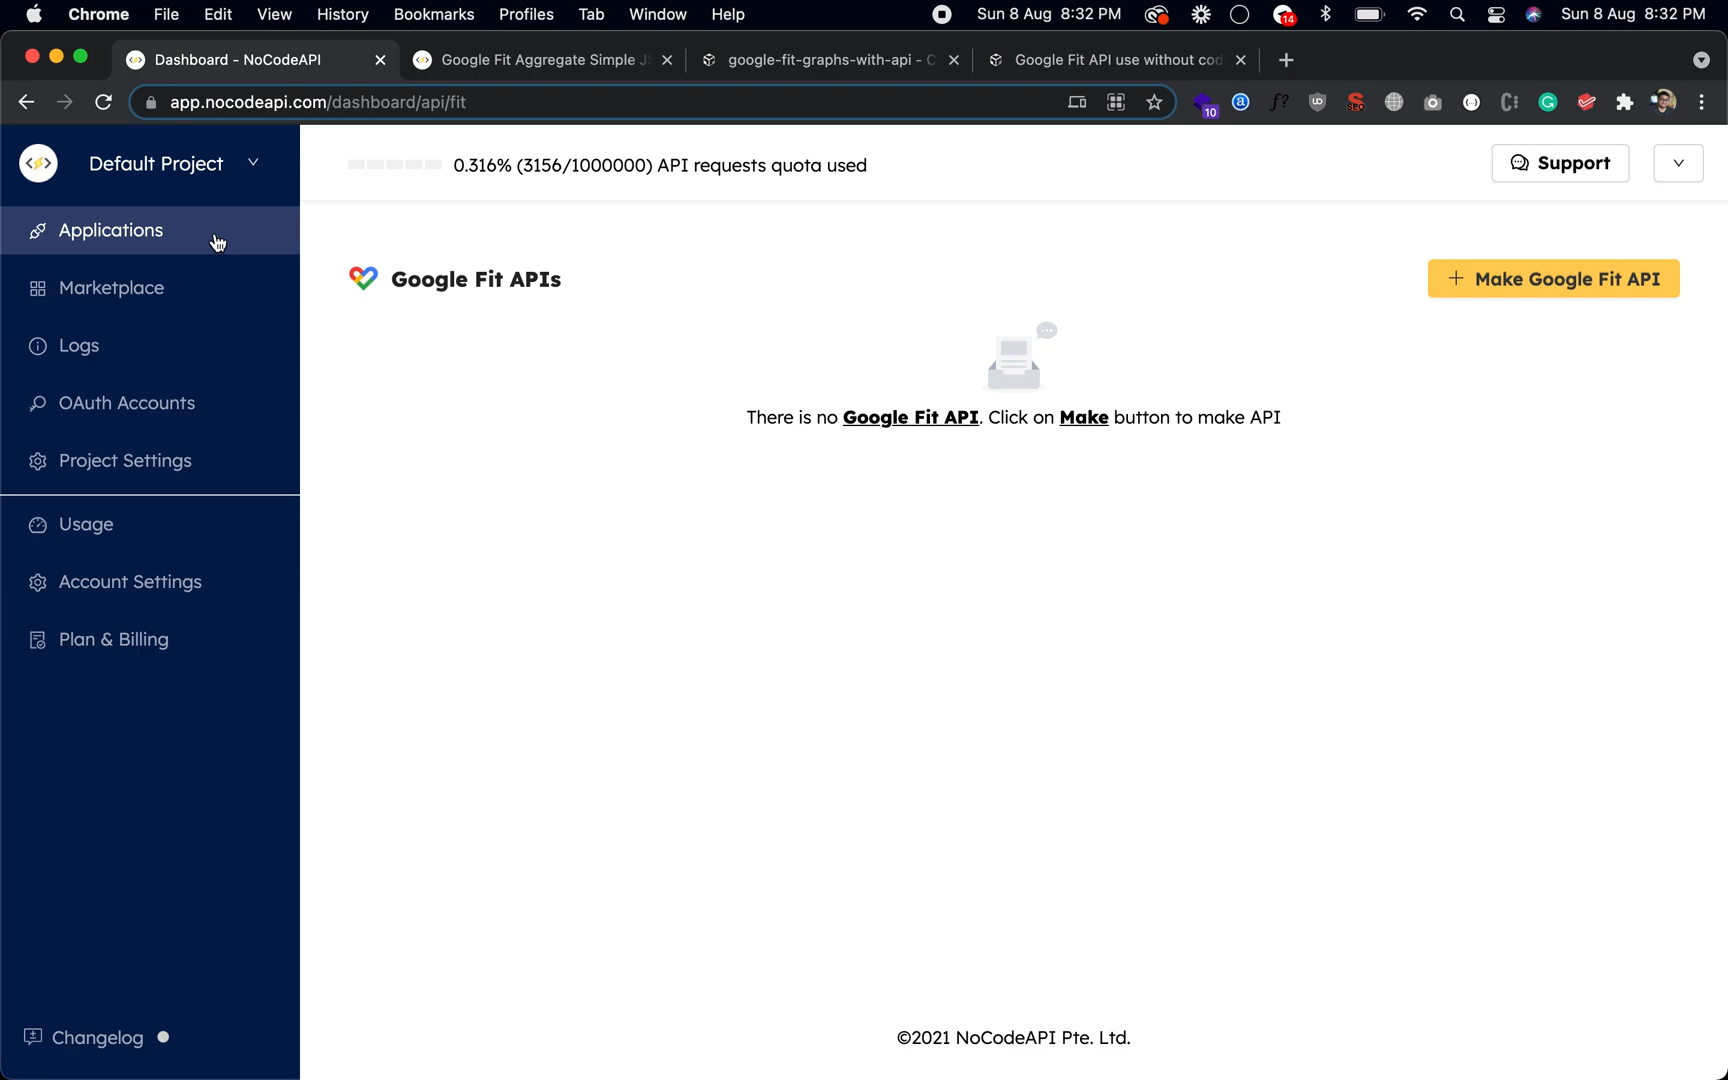 Chrome File Edit View History Bookmarks Profiles Tab Window Help Sun 8 Aug 8:32 PM 14 Sun 8 Aug 8:32 PM
Dashboard - NoCodeAPI Google Fit Aggregate Simple google-fit-graphs-with-api - Google Fit API use without
app.nocodeapi.com/dashboard/api/fit 10
Default Project 0.316% (3156/1000000) API requests quota used Support
Applications
Google Fit APIs + Make Google Fit API
Marketplace
Logs
There is no Google Fit API. Click on Make button to make API
OAuth Accounts
Project Settings
Usage
Account Settings
Plan & Billing
Changelog
©2021 NoCodeAPI Pte. Ltd.